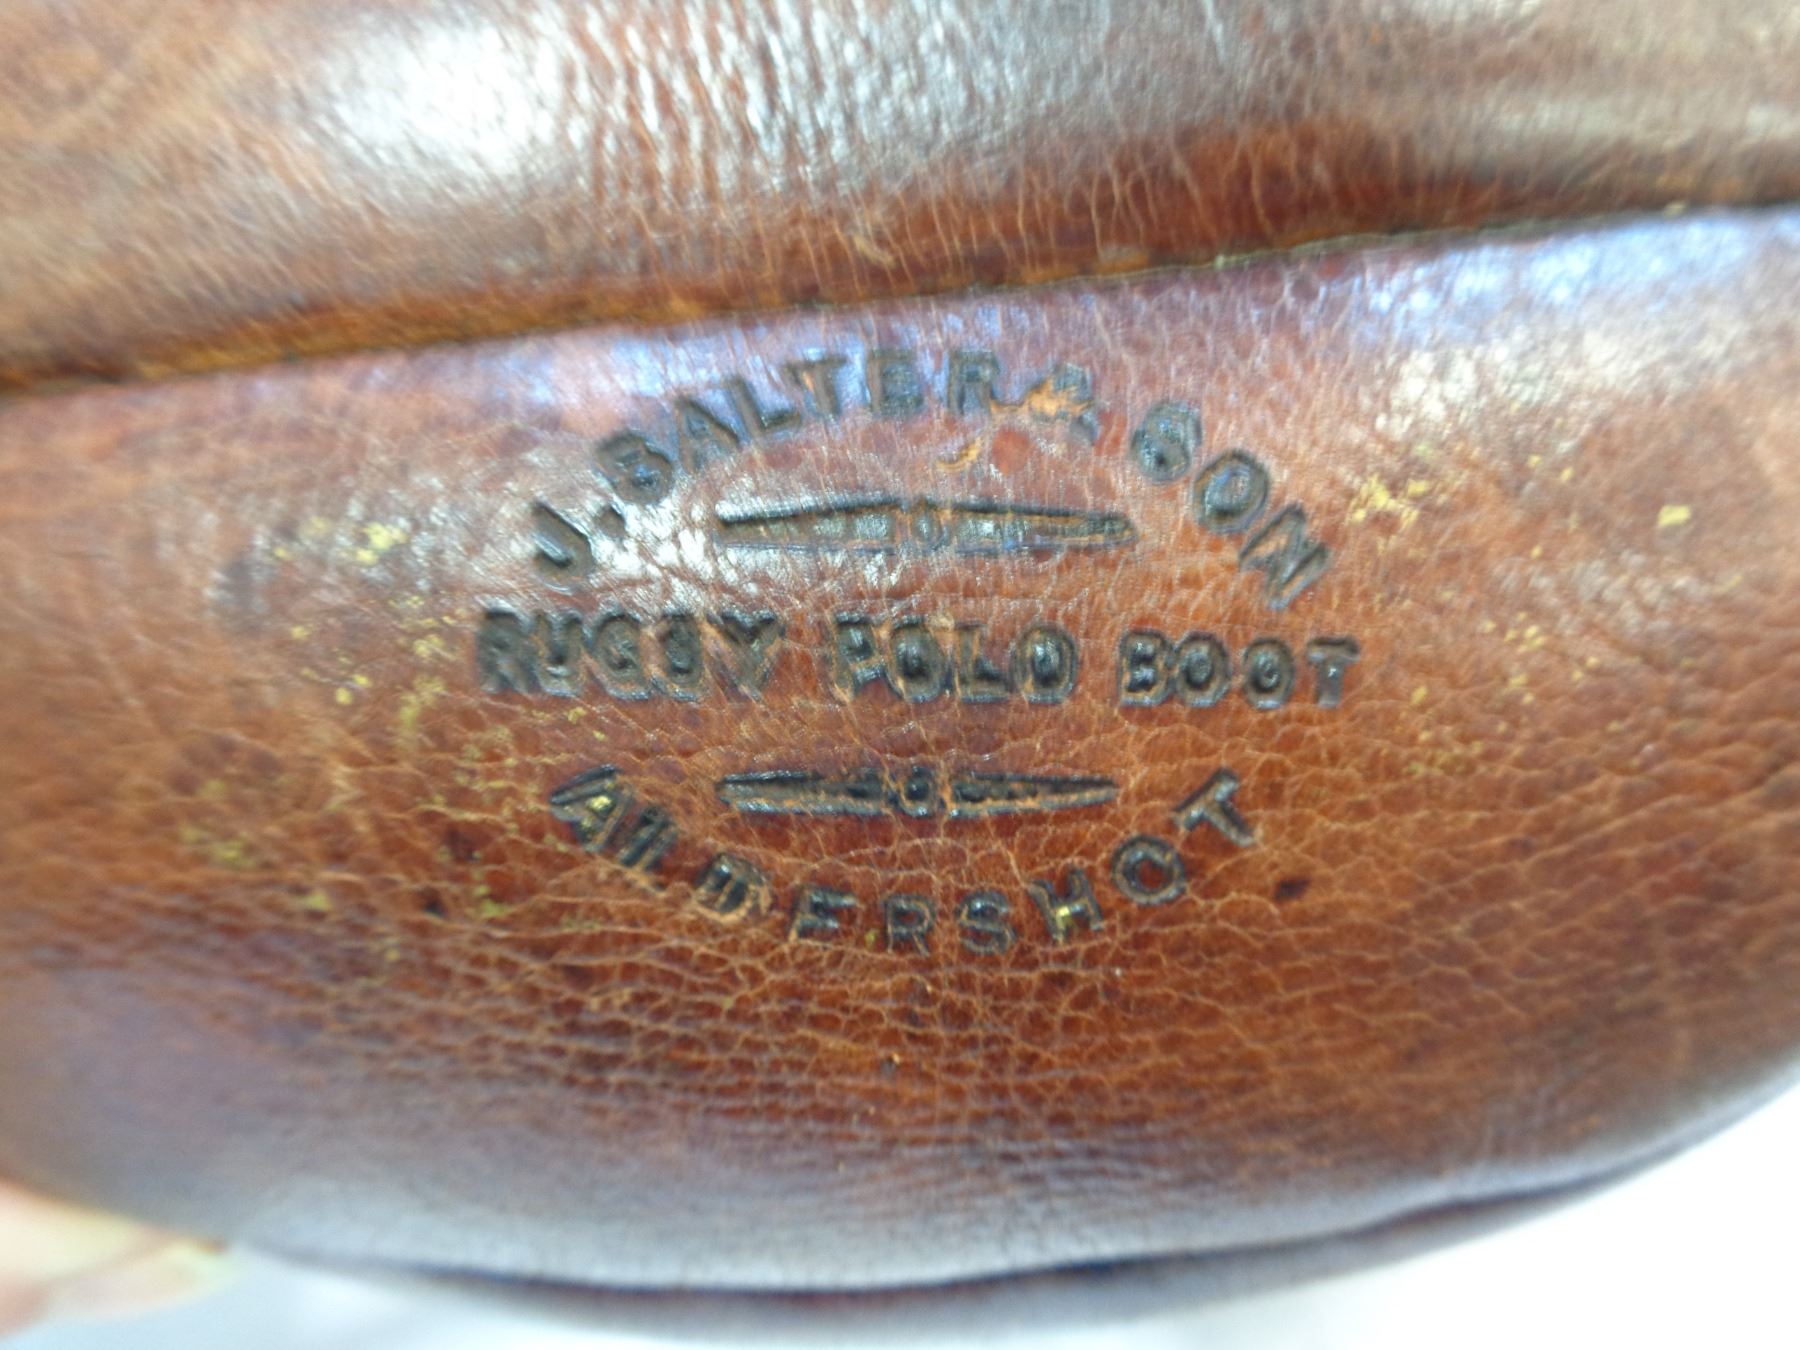 J. SALTER & SON
RUGBY POLO BOOT
ALDERSHOT